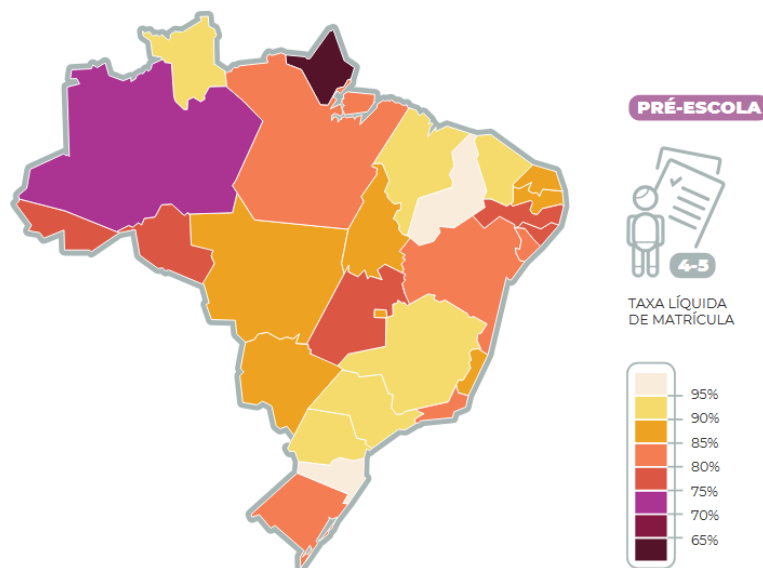 PRÉ-ESCOLA
4-5
TAXA LÍQUIDA
DE MATRÍCULA
95%
90%
85%
80%
75%
70%
65%